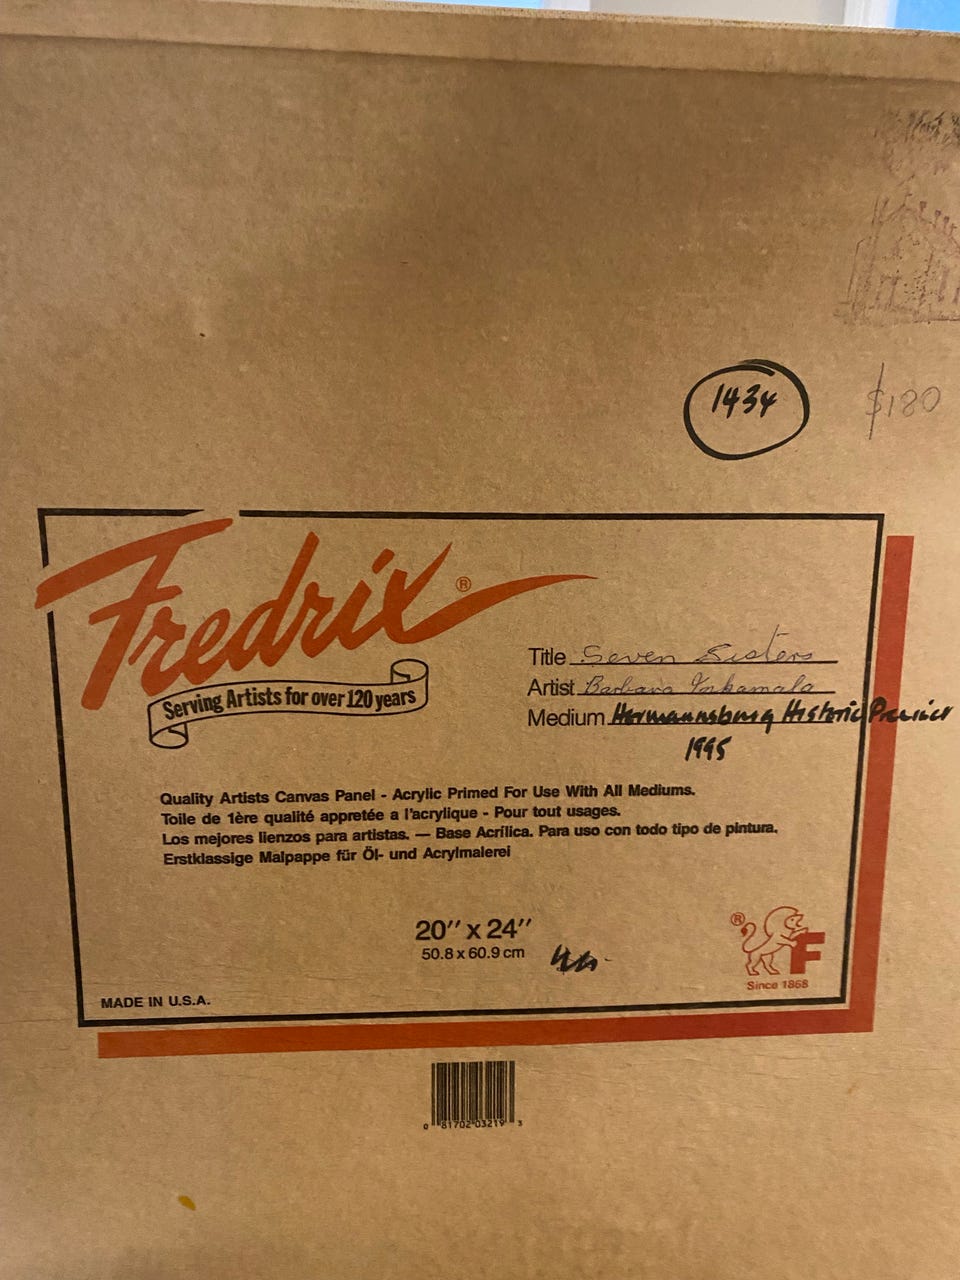 1434
$180
Fredrix®
Serving Artists for over 120 years
Title Seven Sisters
Artist Barbara Inkamala
Medium Hermannsburg Historic Precinct
1995
Quality Artists Canvas Panel - Acrylic Primed For Use With All Mediums.
Toile de 1ère qualité appretée a l'acrylique - Pour tout usages.
Los mejores lienzos para artistas. — Base Acrílica. Para uso con todo tipo de pintura.
Erstklassige Malpappe für Öl- und Acrylmalerei
20″ x 24″
50.8 x 60.9 cm
® F
Since 1868
MADE IN U.S.A.
0 81702 03219 3